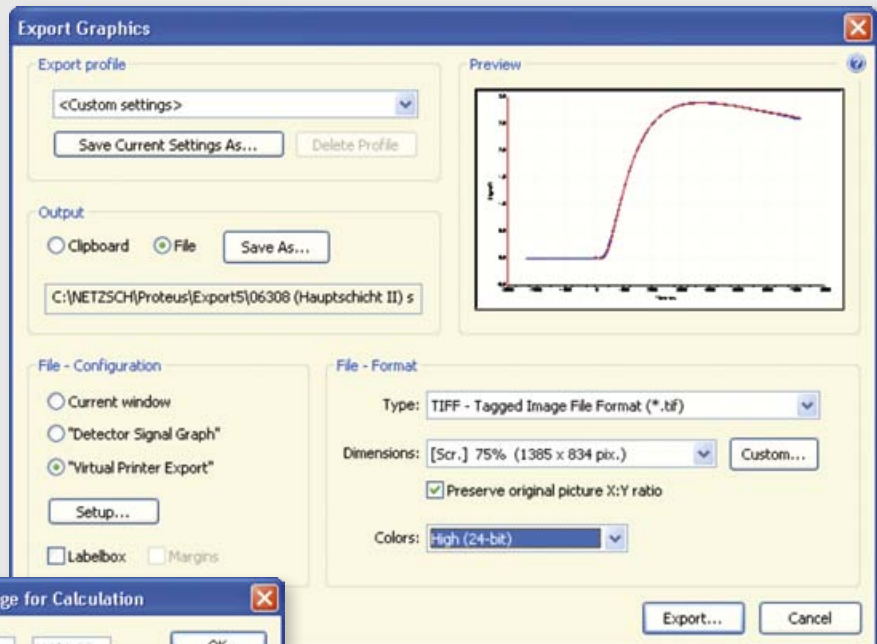 Export Graphics
Export profile
<Custom settings>
Save Current Settings As...
Delete Profile
Preview
Output
Clipboard
File
Save As...
C:\NETZSCH\Proteus\Export5\06308 (Hauptschicht II) s
File - Configuration
Current window
"Detector Signal Graph"
"Virtual Printer Export"
Setup...
Labelbox
Margins
File - Format
Type: TIFF - Tagged Image File Format (*.tif)
Dimensions: [Scr.] 75% (1385 x 834 pix.)
Custom...
Preserve original picture X:Y ratio
Colors: High (24-bit)
Export...
Cancel
for Calculation